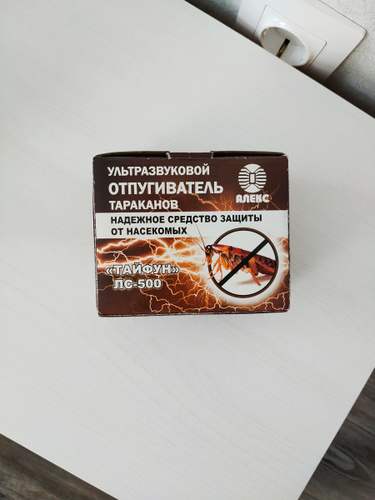 УЛЬТРАЗВУКОВОЙ
ОТПУГИВАТЕЛЬ
ТАРАКАНОВ
АЛЕКС
НАДЕЖНОЕ СРЕДСТВО ЗАЩИТЫ
ОТ НАСЕКОМЫХ
«ТАЙФУН»
ЛС-500